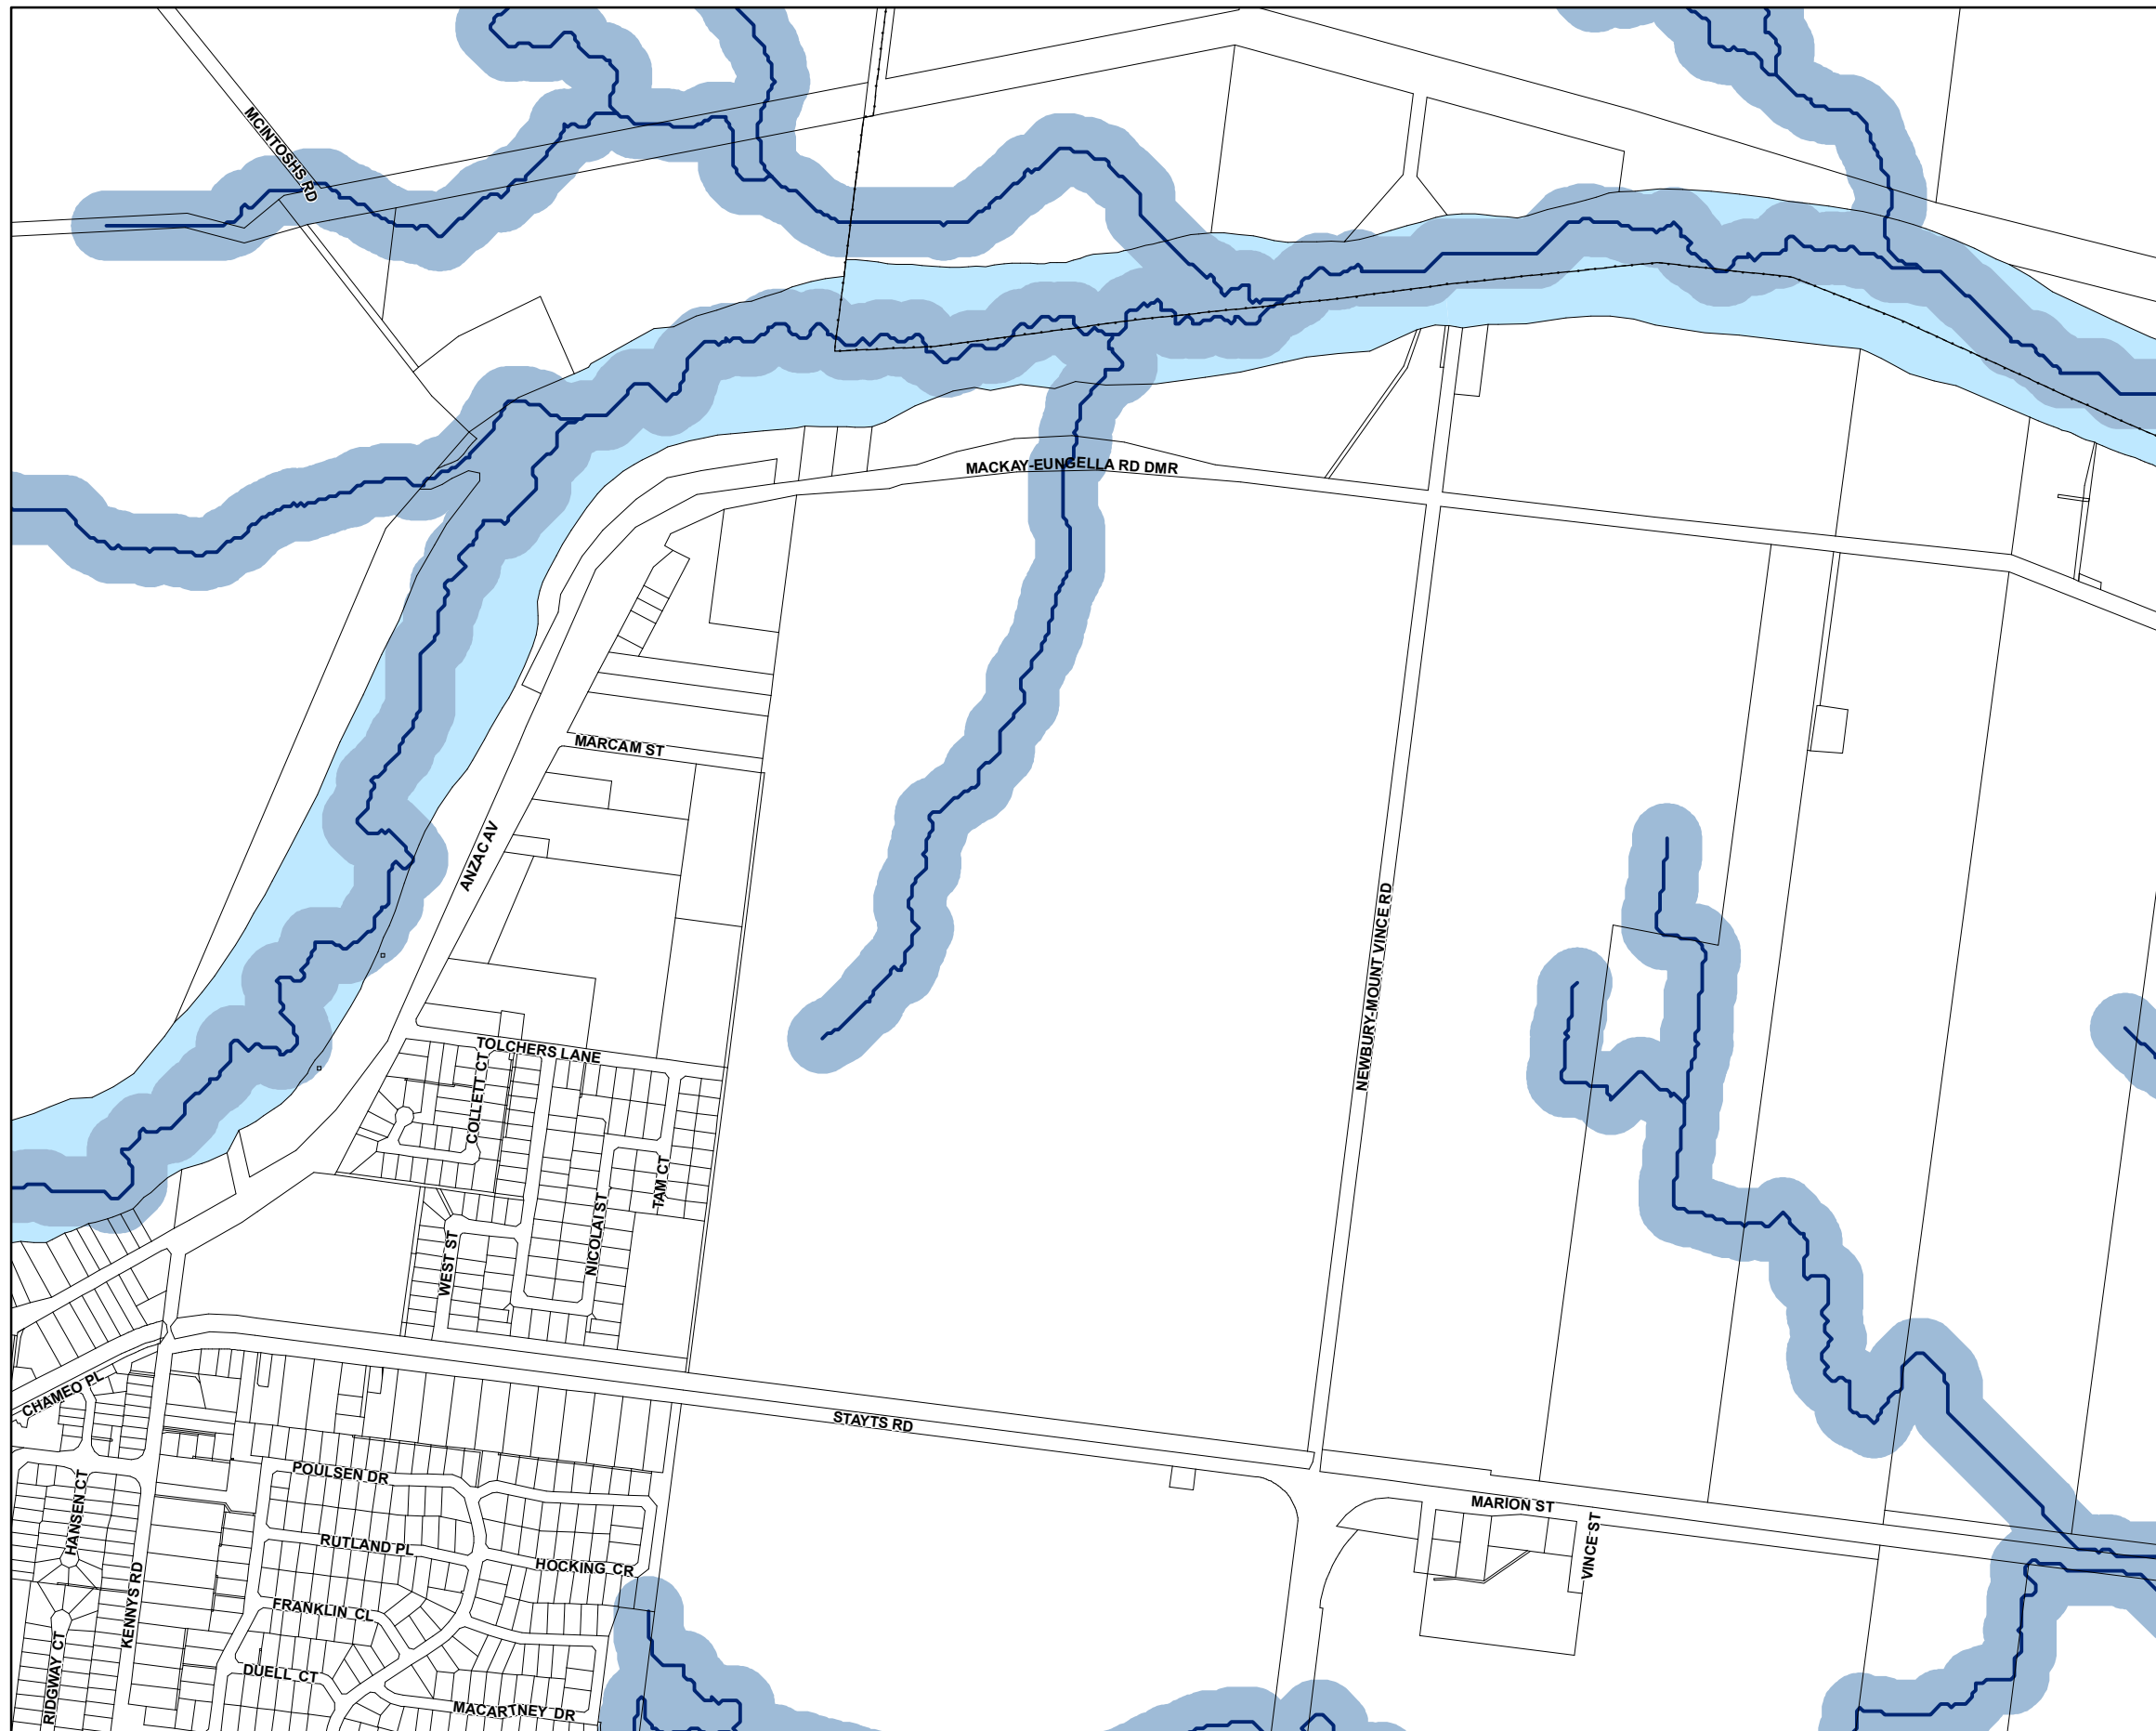 MCINTOSHS RD
MACKAY-EUNGELLA RD DMR
MARCAM ST
ANZAC AV
NEWBURY-MOUNT VINCE RD
TOLCHERS LANE
COLLETT CT
TAM CT
NICOLAI ST
WEST ST
CHAMEO PL
STAYTS RD
POULSEN DR
HANSEN CT
MARION ST
VINCE ST
RUTLAND PL
HOCKING CR
KENNYS RD
FRANKLIN CL
RIDGWAY CT
DUELL CT
MACARTNEY DR